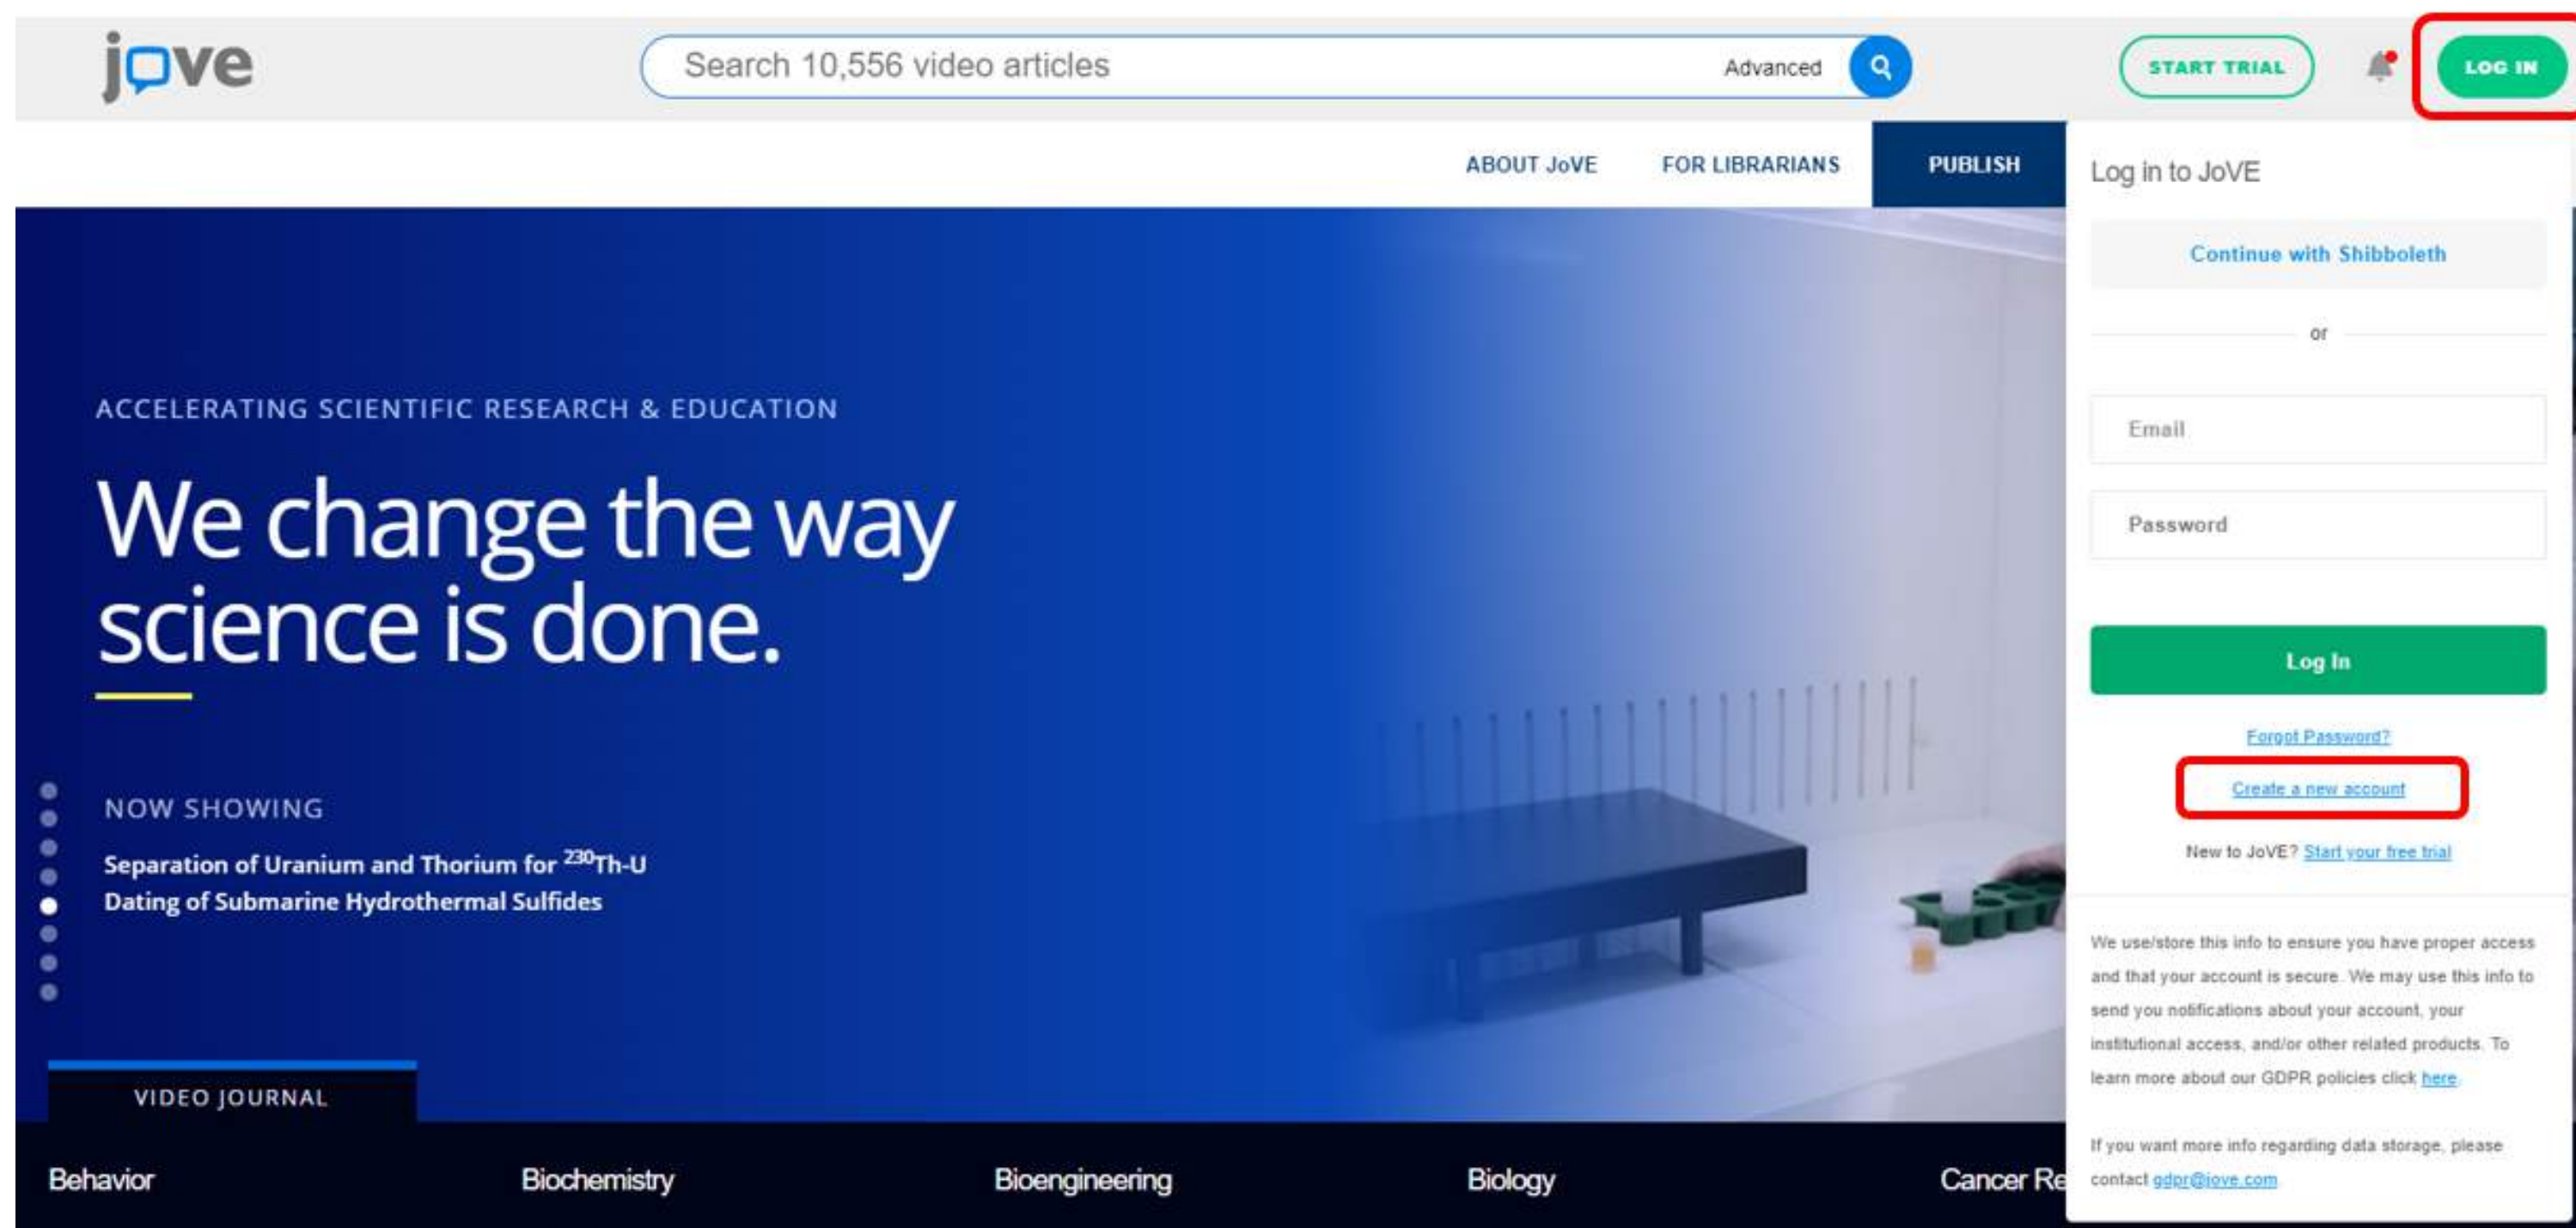 jove
Search 10,556 video articles
Advanced
START TRIAL
LOG IN
ABOUT JoVE
FOR LIBRARIANS
PUBLISH
ACCELERATING SCIENTIFIC RESEARCH & EDUCATION
We change the way
science is done.
NOW SHOWING
Separation of Uranium and Thorium for ²³⁰Th-U
Dating of Submarine Hydrothermal Sulfides
VIDEO JOURNAL
Behavior
Biochemistry
Bioengineering
Biology
Cancer Re
Log in to JoVE
Continue with Shibboleth
or
Email
Password
Log In
Forgot Password?
Create a new account
New to JoVE? Start your free trial
We use/store this info to ensure you have proper access
and that your account is secure. We may use this info to
send you notifications about your account, your
institutional access, and/or other related products. To
learn more about our GDPR policies click here.
If you want more info regarding data storage, please
contact gdpr@jove.com